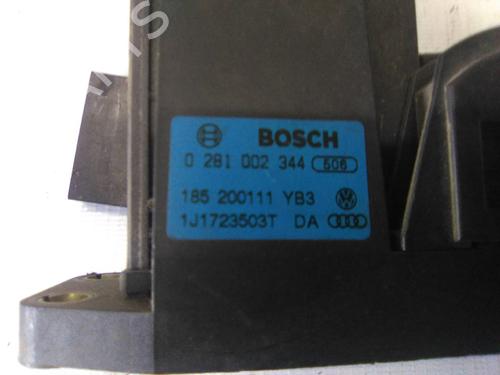 BOSCH
0 281 002 344 506
185 200111 YB3
1J1723503T DA